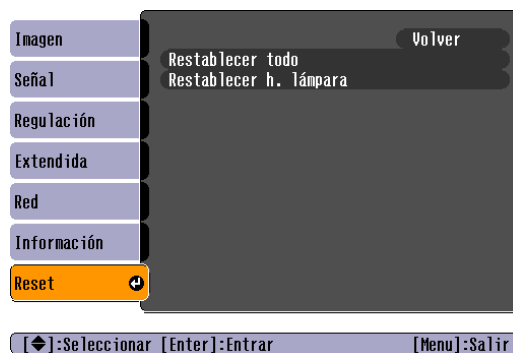 Imagen
Señal
Regulación
Extendida
Red
Información
Reset
Volver
Restablecer todo
Restablecer h. lámpara
[◆]:Seleccionar [Enter]:Entrar [Menu]:Salir